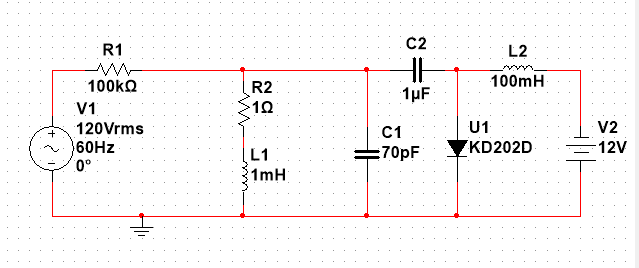 R1
100kΩ
V1
120Vrms
60Hz
0°
R2
1Ω
L1
1mH
C1
70pF
C2
1µF
U1
KD202D
L2
100mH
V2
12V